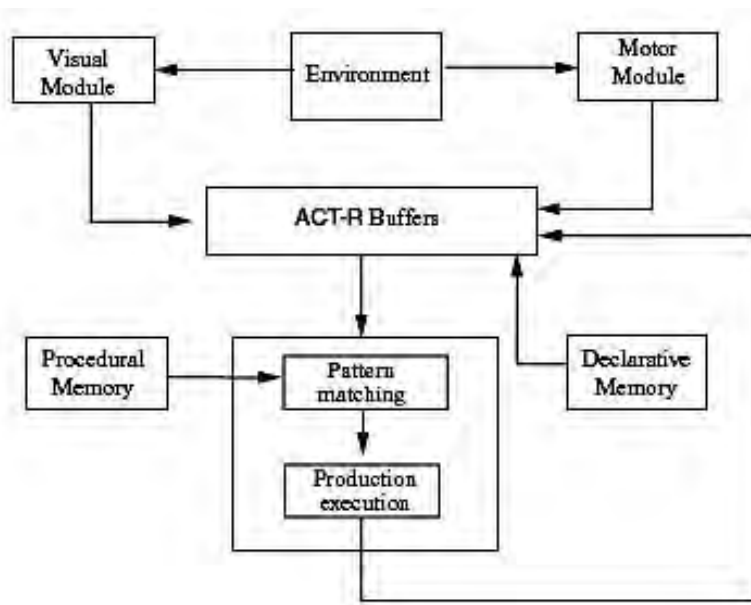 Visual
Module
Environment
Motor
Module
ACT-R Buffers
Procedural
Memory
Pattern
matching
Declarative
Memory
Production
execution